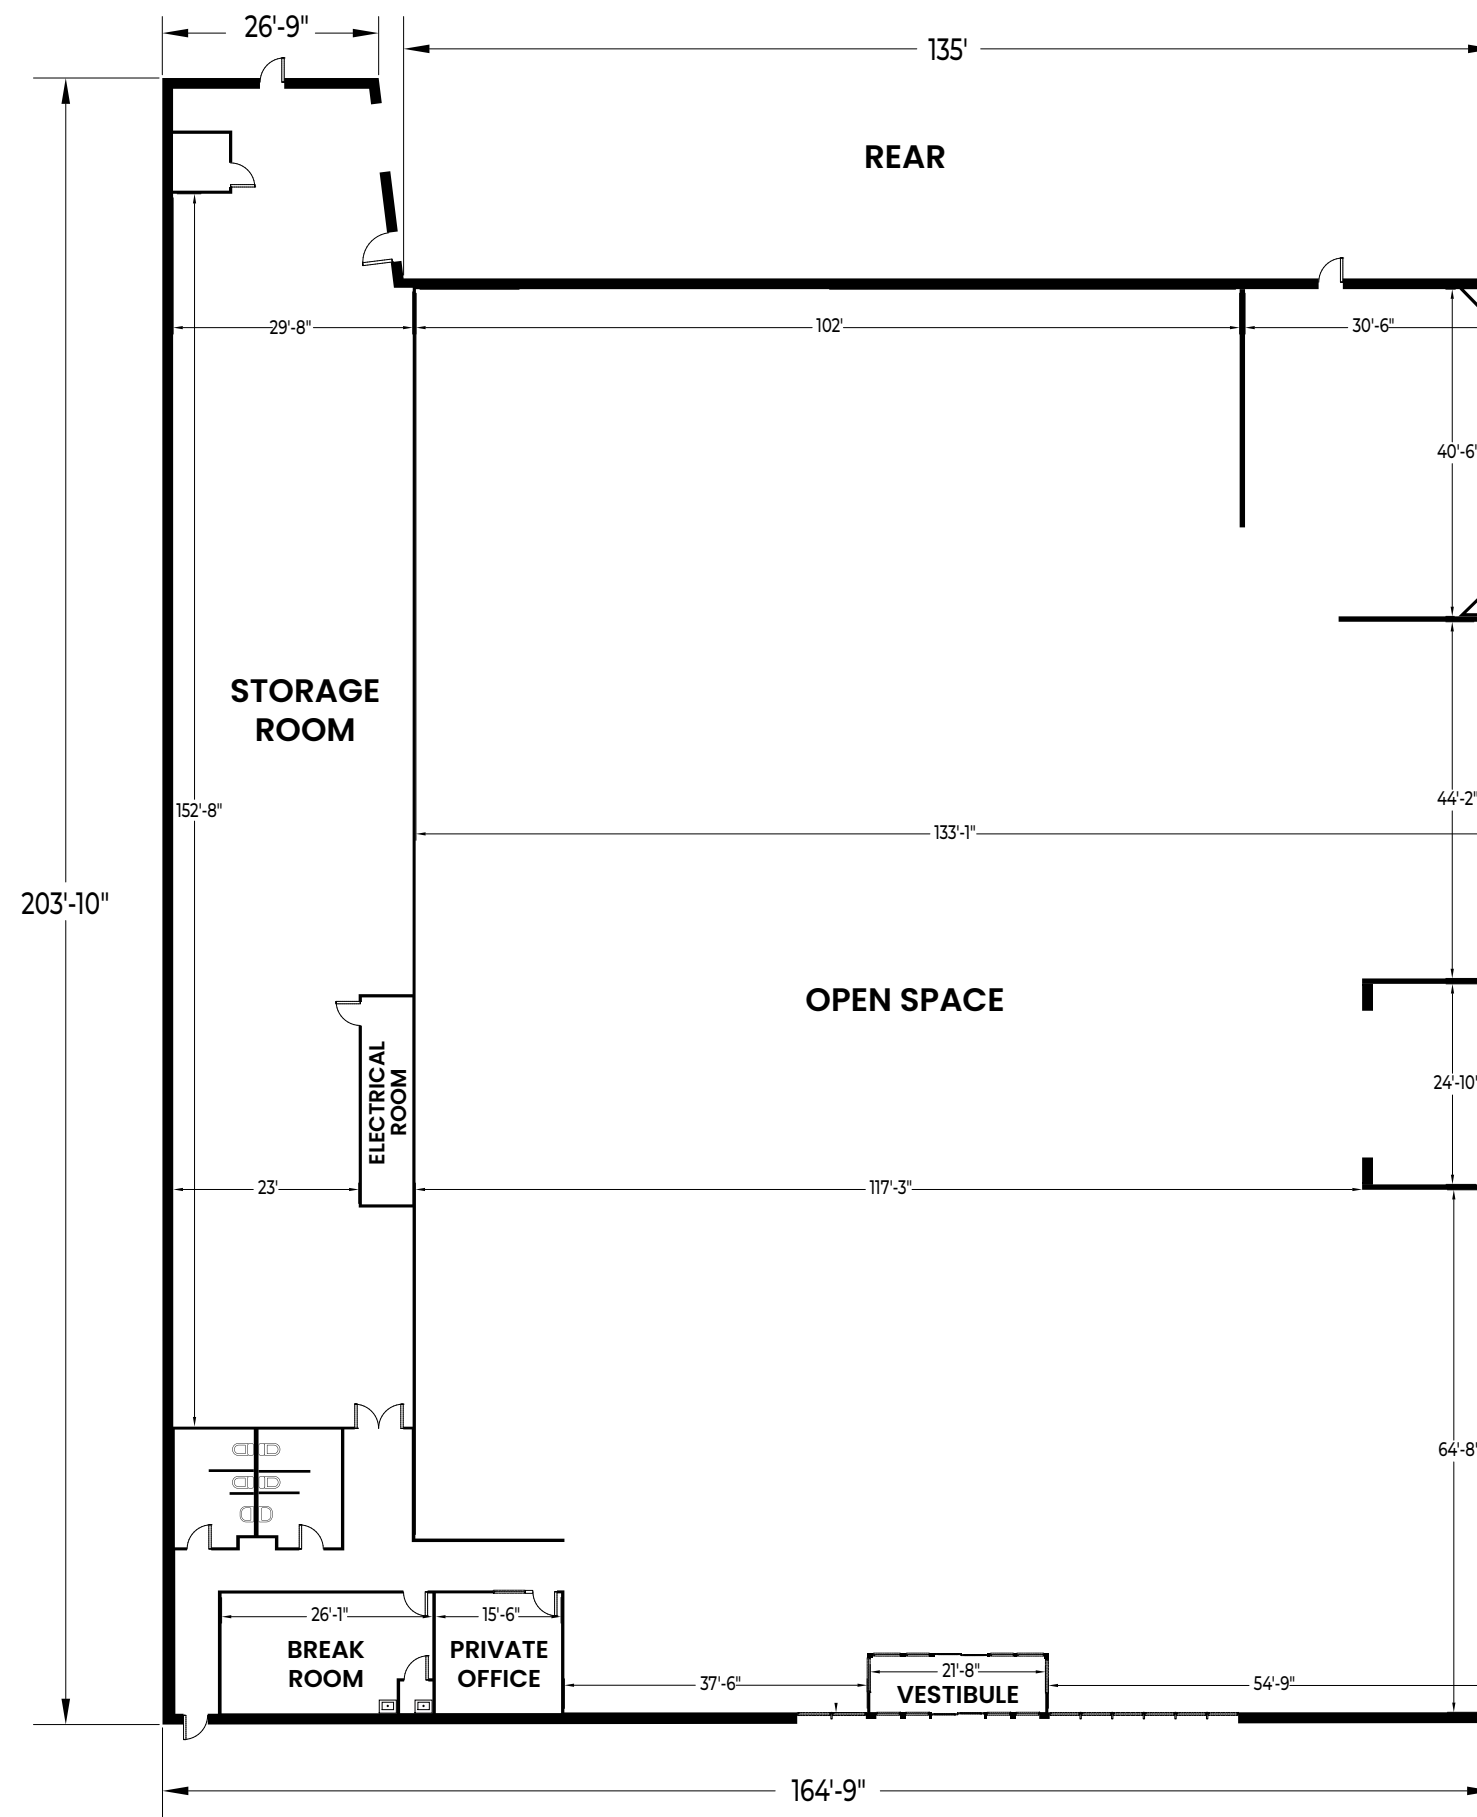 26'-9"
135'
REAR
29'-8"
102'
30'-6"
40'-6"
STORAGE
ROOM
152'-8"
44'-2"
133'-1"
203'-10"
OPEN SPACE
ELECTRICAL
ROOM
24'-10"
23'
117'-3"
64'-8"
26'-1"
15'-6"
BREAK
ROOM
PRIVATE
OFFICE
37'-6"
21'-8"
VESTIBULE
54'-9"
164'-9"